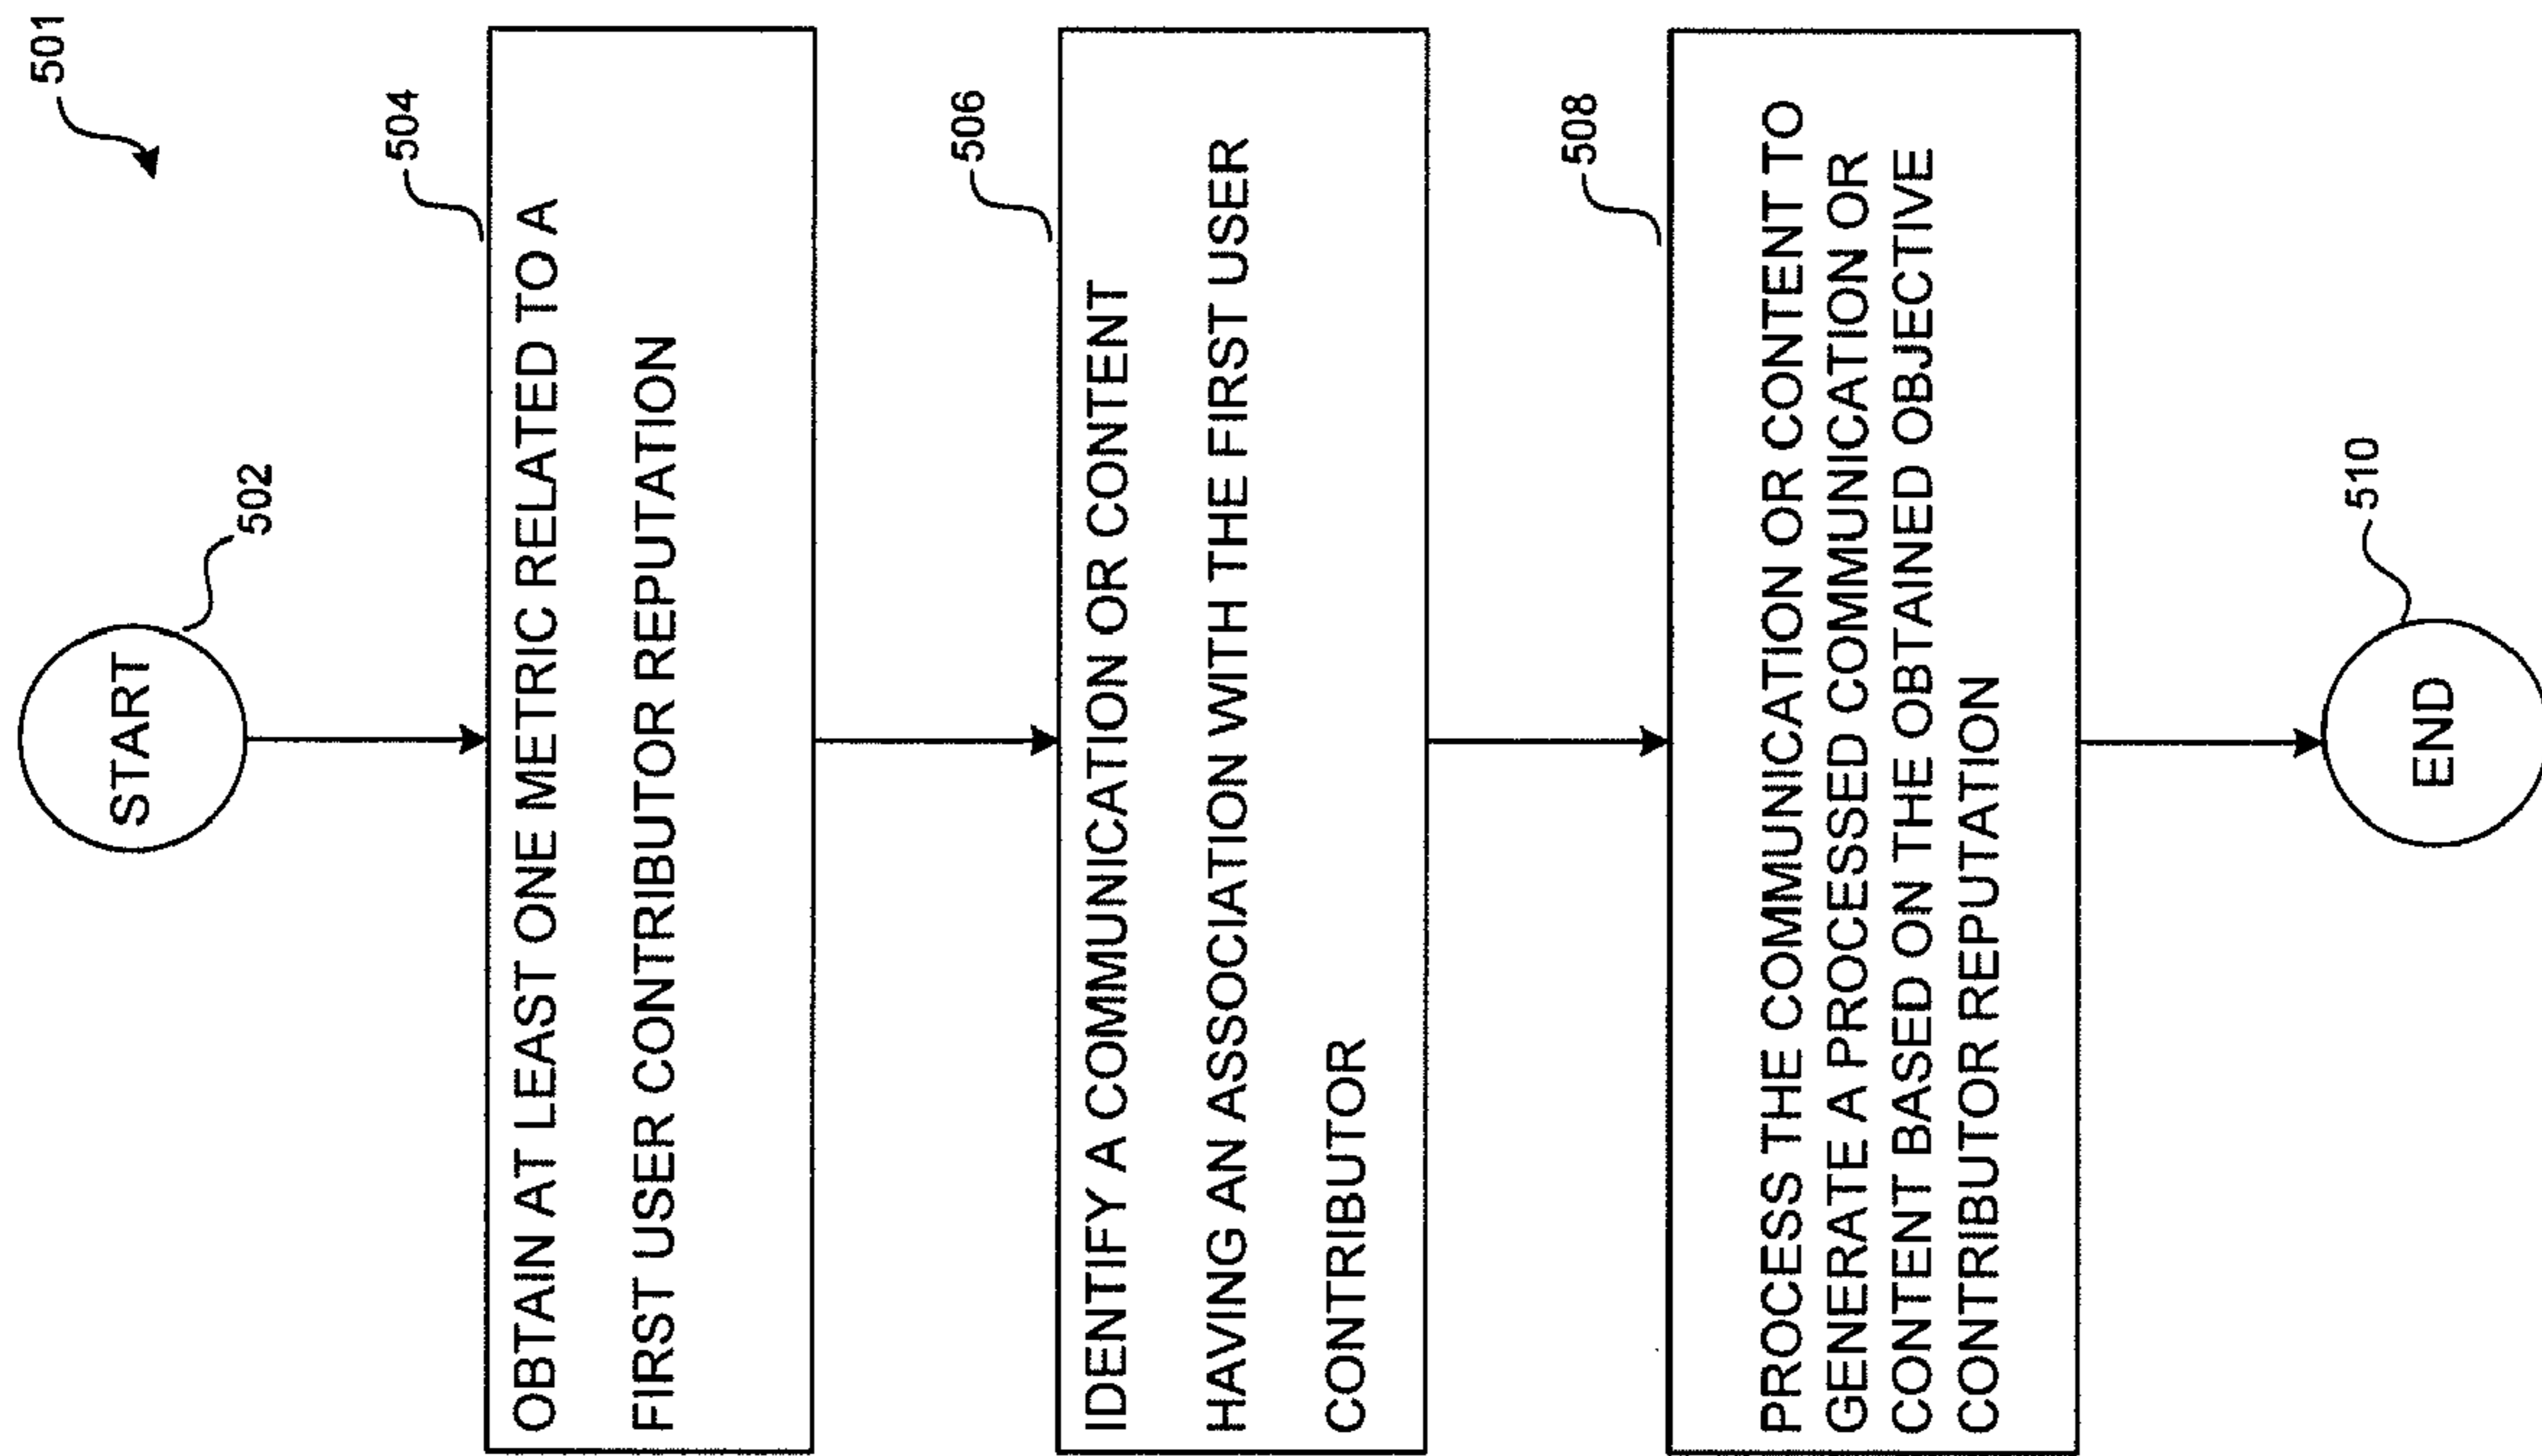 501
START
502
504
OBTAIN AT LEAST ONE METRIC RELATED TO A
FIRST USER CONTRIBUTOR REPUTATION
506
IDENTIFY A COMMUNICATION OR CONTENT
HAVING AN ASSOCIATION WITH THE FIRST USER
CONTRIBUTOR
508
PROCESS THE COMMUNICATION OR CONTENT TO
GENERATE A PROCESSED COMMUNICATION OR
CONTENT BASED ON THE OBTAINED OBJECTIVE
CONTRIBUTOR REPUTATION
510
END